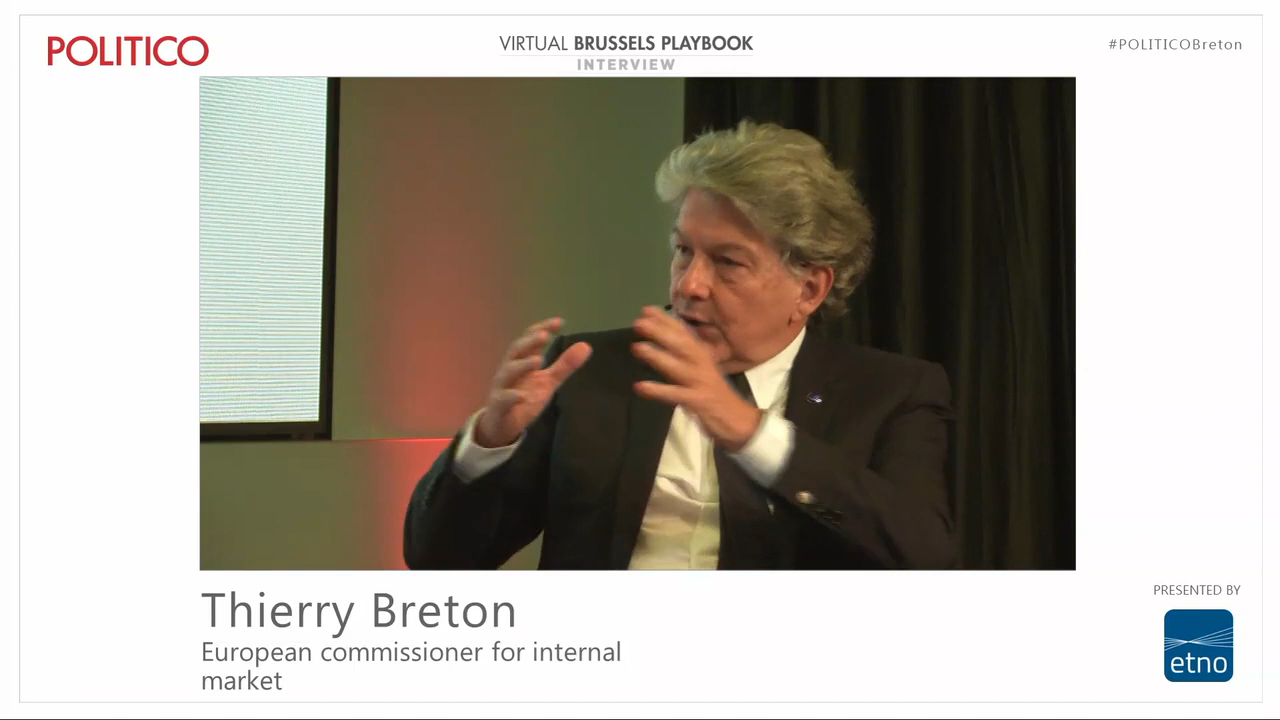 POLITICO
VIRTUAL BRUSSELS PLAYBOOK
INTERVIEW
#POLITICOBreton
Thierry Breton
European commissioner for internal
market
PRESENTED BY
etno